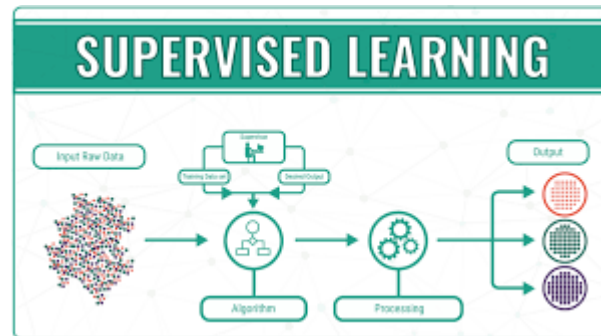 SUPERVISED LEARNING
Input Raw Data
Supervisor
Training Data set
Desired Output
Output
Algorithm
Processing